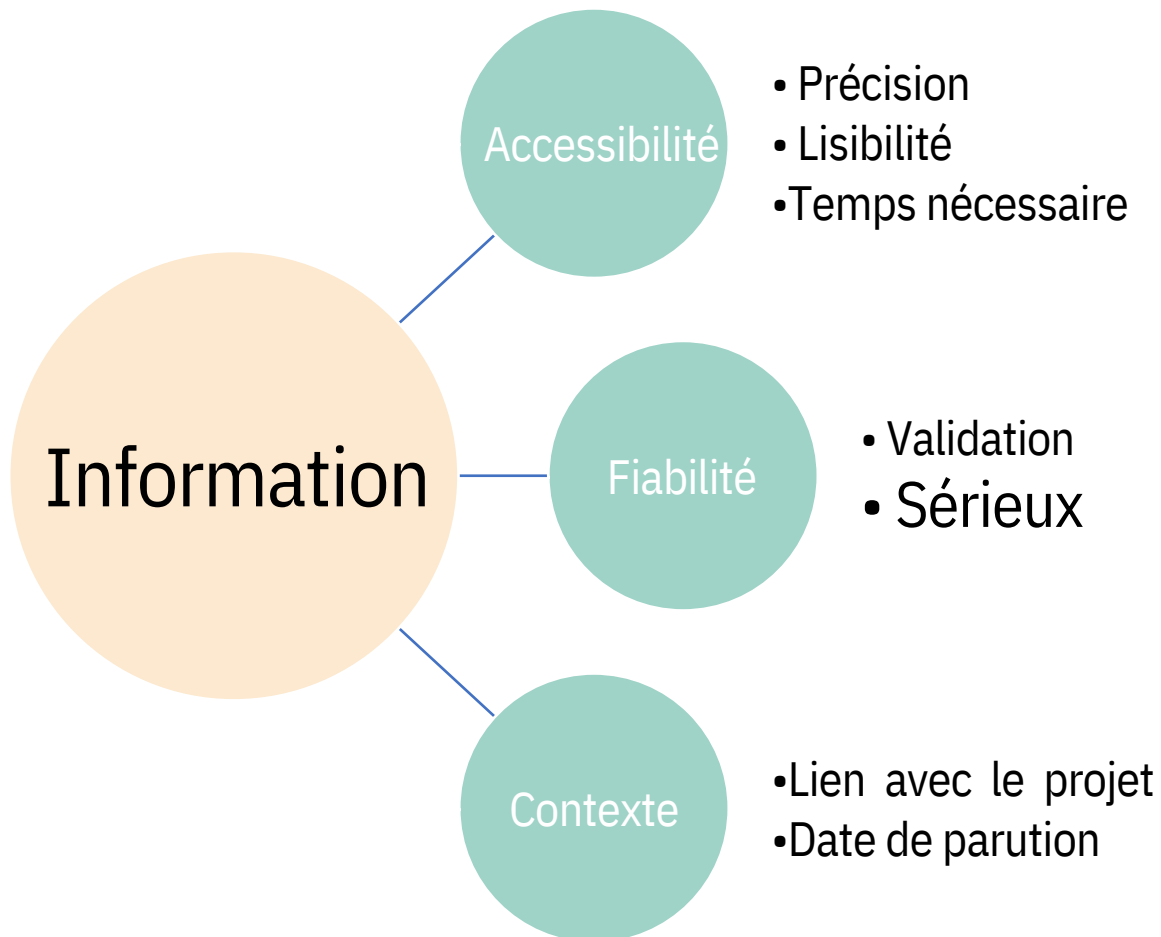 Information
Accessibilité
• Précision
• Lisibilité
•Temps nécessaire
Fiabilité
• Validation
• Sérieux
Contexte
•Lien avec le projet
•Date de parution